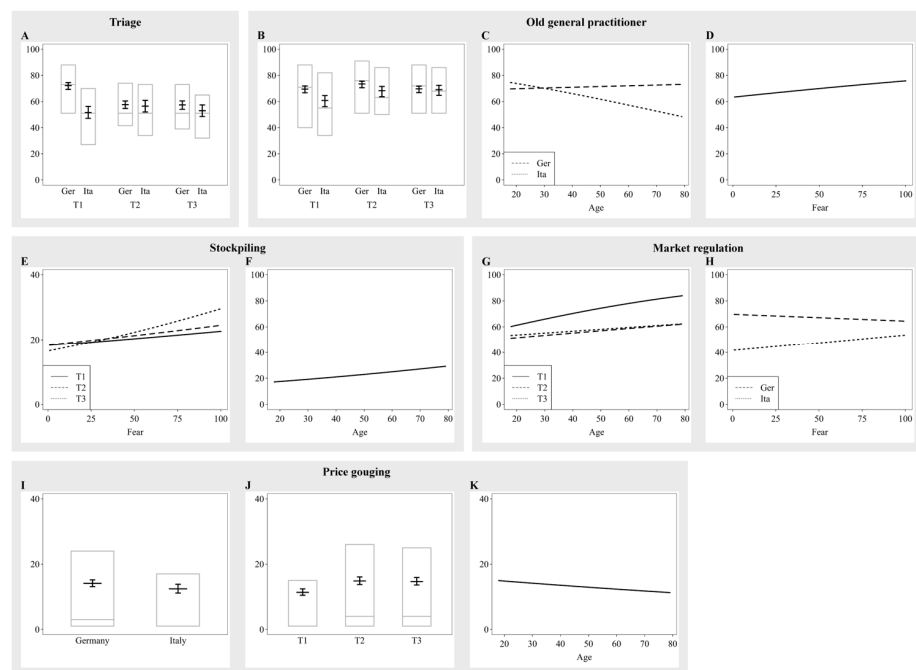 Triage
Old general practitioner
A
B
C
D
100
80
60
40
20
0
Ger Ita Ger Ita Ger Ita
T1 T2 T3
100
80
60
40
20
0
Ger Ita Ger Ita Ger Ita
T1 T2 T3
100
80
60
40
20
0
Ger
Ita
20 30 40 50 60 70 80
Age
100
80
60
40
20
0
0 25 50 75 100
Fear
Stockpiling
Market regulation
E
F
G
H
40
20
0
T1
T2
T3
0 25 50 75 100
Fear
100
80
60
40
20
0
20 30 40 50 60 70 80
Age
100
80
60
40
20
0
T1
T2
T3
20 30 40 50 60 70 80
Age
100
80
60
40
20
0
Ger
Ita
0 25 50 75 100
Fear
Price gouging
I
J
K
40
20
0
Germany Italy
40
20
0
T1 T2 T3
40
20
0
20 30 40 50 60 70 80
Age